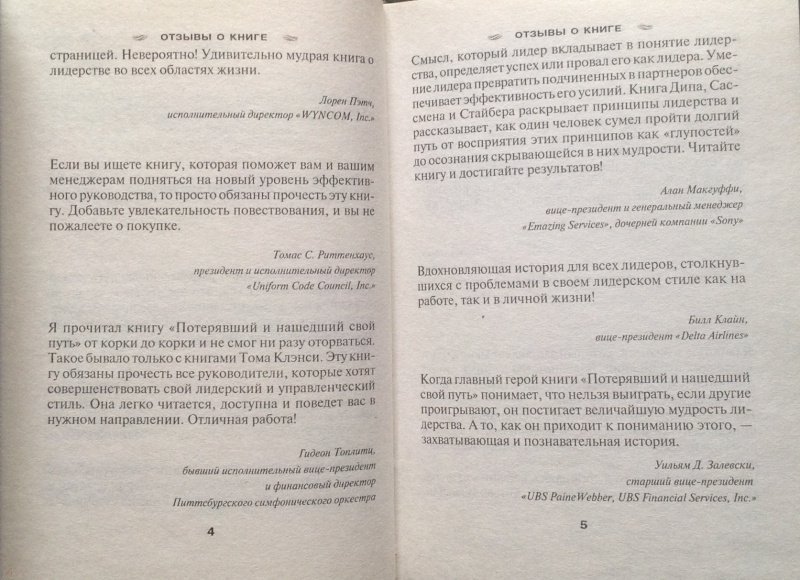 ОТЗЫВЫ О КНИГЕ
страницей. Невероятно! Удивительно мудрая книга о
лидерстве во всех областях жизни.
Лорен Пэтч,
исполнительный директор «WYNCOM, Inc.»
Если вы ищете книгу, которая поможет вам и вашим
менеджерам подняться на новый уровень эффектив-
ного руководства, то просто обязаны прочесть эту кни-
гу. Добавьте увлекательность повествования, и вы не
пожалеете о покупке.
Томас С. Риттенхаус,
президент и исполнительный директор
«Uniform Code Council, Inc.»
Я прочитал книгу «Потерявший и нашедший свой
путь» от корки до корки и не смог ни разу оторваться.
Такое бывало только с книгами Тома Клэнси. Эту кни-
гу обязаны прочесть все руководители, которые хотят
совершенствовать свой лидерский и управленческий
стиль. Она легко читается, доступна и поведет вас в
нужном направлении. Отличная работа!
Гидеон Топлитц,
бывший исполнительный вице-президент
и финансовый директор
Питтсбургского симфонического оркестра
4
ОТЗЫВЫ О КНИГЕ
Смысл, который лидер вкладывает в понятие лидер-
ства, определяет успех или провал его как лидера. Уме-
ние лидера превратить подчиненных в партнеров обес-
печивает эффективность его усилий. Книга Дипа, Сас-
смена и Стайбера раскрывает принципы лидерства и
рассказывает, как один человек сумел пройти долгий
путь от восприятия этих принципов как «глупостей»
до осознания скрывающейся в них мудрости. Читайте
книгу и достигайте результатов!
Алан Макгуффи,
вице-президент и генеральный менеджер
«Emazing Services», дочерней компании «Sony»
Вдохновляющая история для всех лидеров, столкнув-
шихся с проблемами в своем лидерском стиле как на
работе, так и в личной жизни!
Билл Клайн,
вице-президент «Delta Airlines»
Когда главный герой книги «Потерявший и нашедший
свой путь» понимает, что нельзя выиграть, если другие
проигрывают, он постигает величайшую мудрость ли-
дерства. А то, как он приходит к пониманию этого, —
захватывающая и познавательная история.
Уильям Д. Залевски,
старший вице-президент
«UBS PaineWebber, UBS Financial Services, Inc.»
5